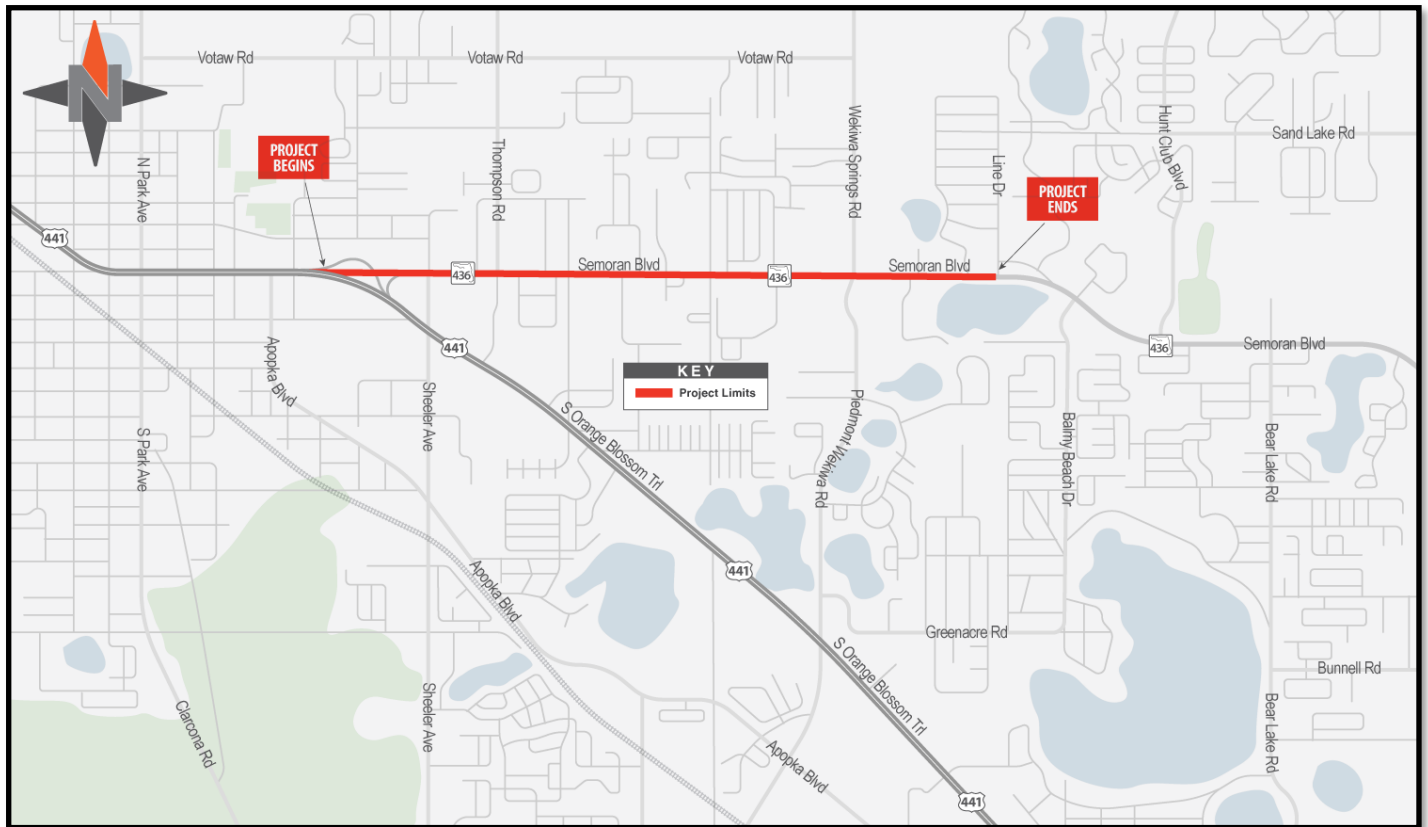 N
Votaw Rd
Votaw Rd
Votaw Rd
PROJECT
BEGINS
N Park Ave
Thompson Rd
Wekiwa Springs Rd
Line Dr
Hunt Club Blvd
Sand Lake Rd
PROJECT
ENDS
441
436
Semoran Blvd
436
Semoran Blvd
441
436
Semoran Blvd
KEY
Project Limits
Apopka Blvd
Sheeler Ave
S Orange Blossom Trl
Piedmont Wekiwa Rd
Balmy Beach Dr
Bear Lake Rd
S Park Ave
441
Apopka Blvd
Greenacre Rd
S Orange Blossom Trl
Bunnell Rd
Clarcona Rd
Sheeler Ave
Apopka Blvd
Bear Lake Rd
441